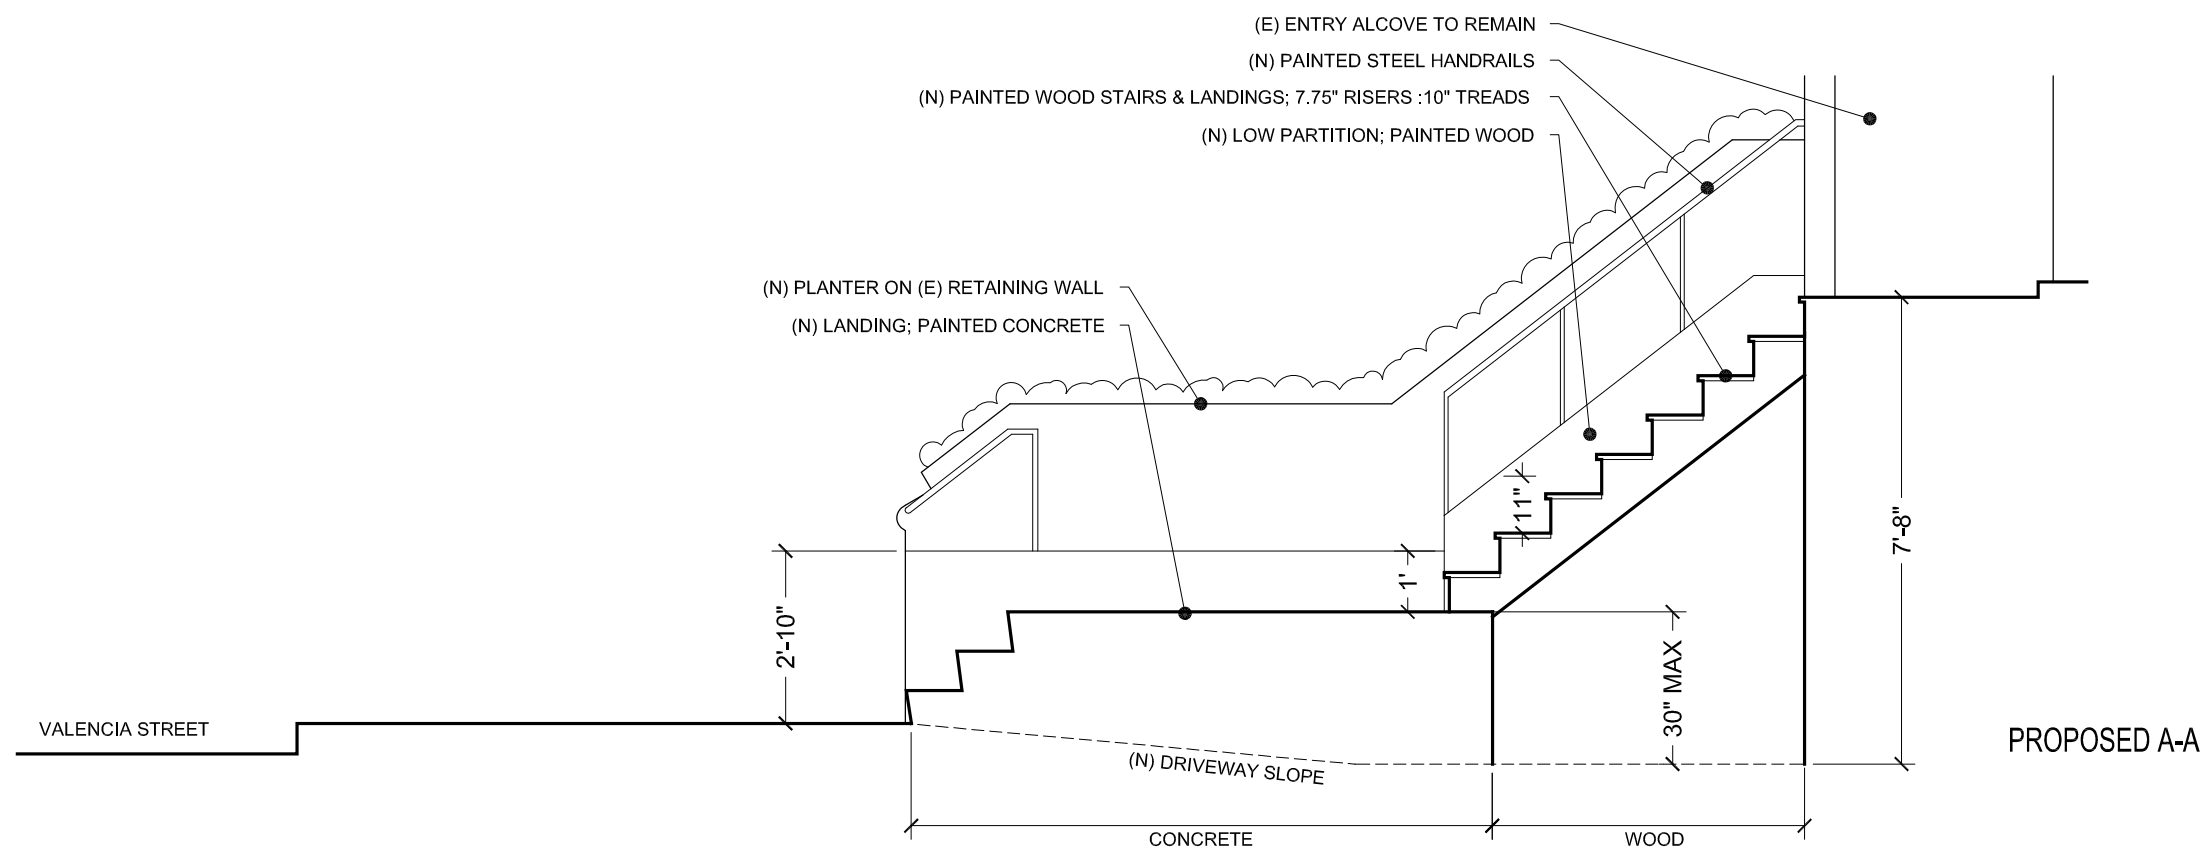 (E) ENTRY ALCOVE TO REMAIN
(N) PAINTED STEEL HANDRAILS
(N) PAINTED WOOD STAIRS & LANDINGS; 7.75" RISERS :10" TREADS
(N) LOW PARTITION; PAINTED WOOD
(N) PLANTER ON (E) RETAINING WALL
(N) LANDING; PAINTED CONCRETE
11"
7'-8"
1'
2'-10"
30" MAX
VALENCIA STREET
PROPOSED A-A
(N) DRIVEWAY SLOPE
CONCRETE
WOOD